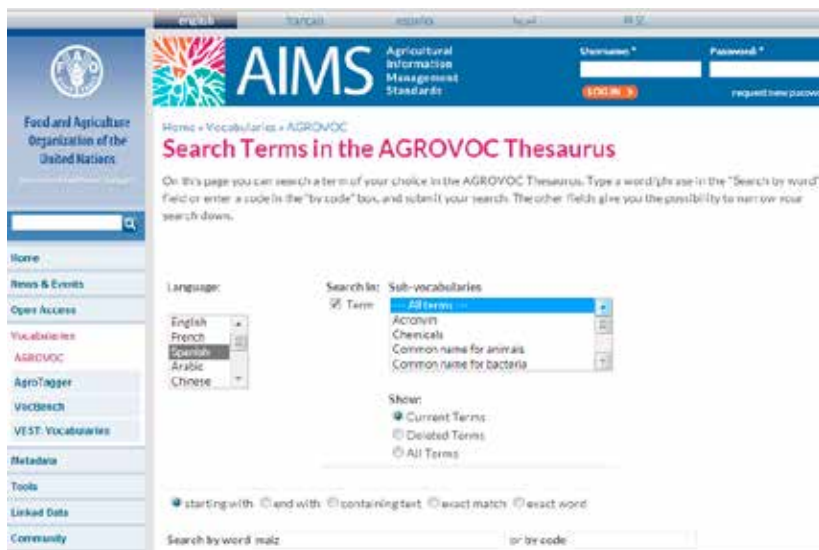 english français español
AIMS Agricultural Information Management Standards
Username * Password *
LOG IN
request new passwo
Food and Agriculture
Organization of the
United Nations
Home » Vocabularies » AGROVOC
Search Terms in the AGROVOC Thesaurus
On this page you can search a term of your choice in the AGROVOC Thesaurus. Type a word/phrase in the "Search by word"
field or enter a code in the "by code" box, and submit your search. The other fields give you the possibility to narrow your
search down.
Home
News & Events
Open Access
Vocabularies
AGROVOC
AgroTagger
VocBench
VEST: Vocabularies
Metadata
Tools
Linked Data
Community
Language:
English
French
Spanish
Arabic
Chinese
Search in:
Term
Sub-vocabularies
--- All terms ---
Acronym
Chemicals
Common name for animals
Common name for bacteria
Show:
Current Terms
Deleted Terms
All Terms
starting with end with containing text exact match exact word
Search by word maiz or by code